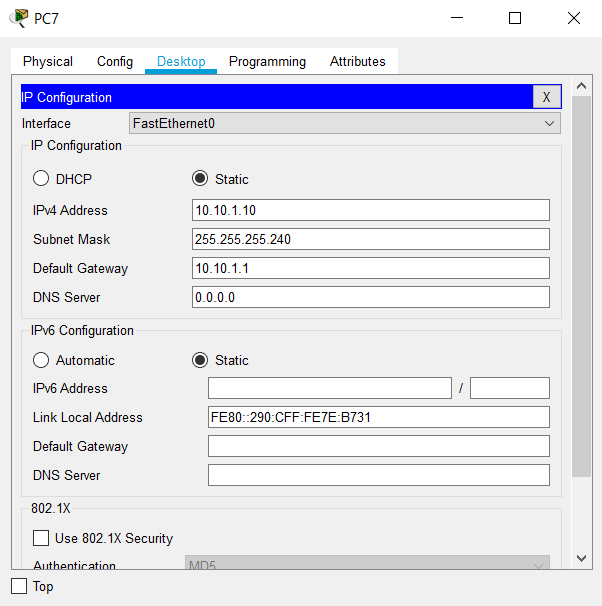 PC7
Physical Config Desktop Programming Attributes
IP Configuration X
Interface FastEthernet0
IP Configuration
DHCP Static
IPv4 Address 10.10.1.10
Subnet Mask 255.255.255.240
Default Gateway 10.10.1.1
DNS Server 0.0.0.0
IPv6 Configuration
Automatic Static
IPv6 Address /
Link Local Address FE80::290:CFF:FE7E:B731
Default Gateway
DNS Server
802.1X
Use 802.1X Security
Authentication MD5
Top